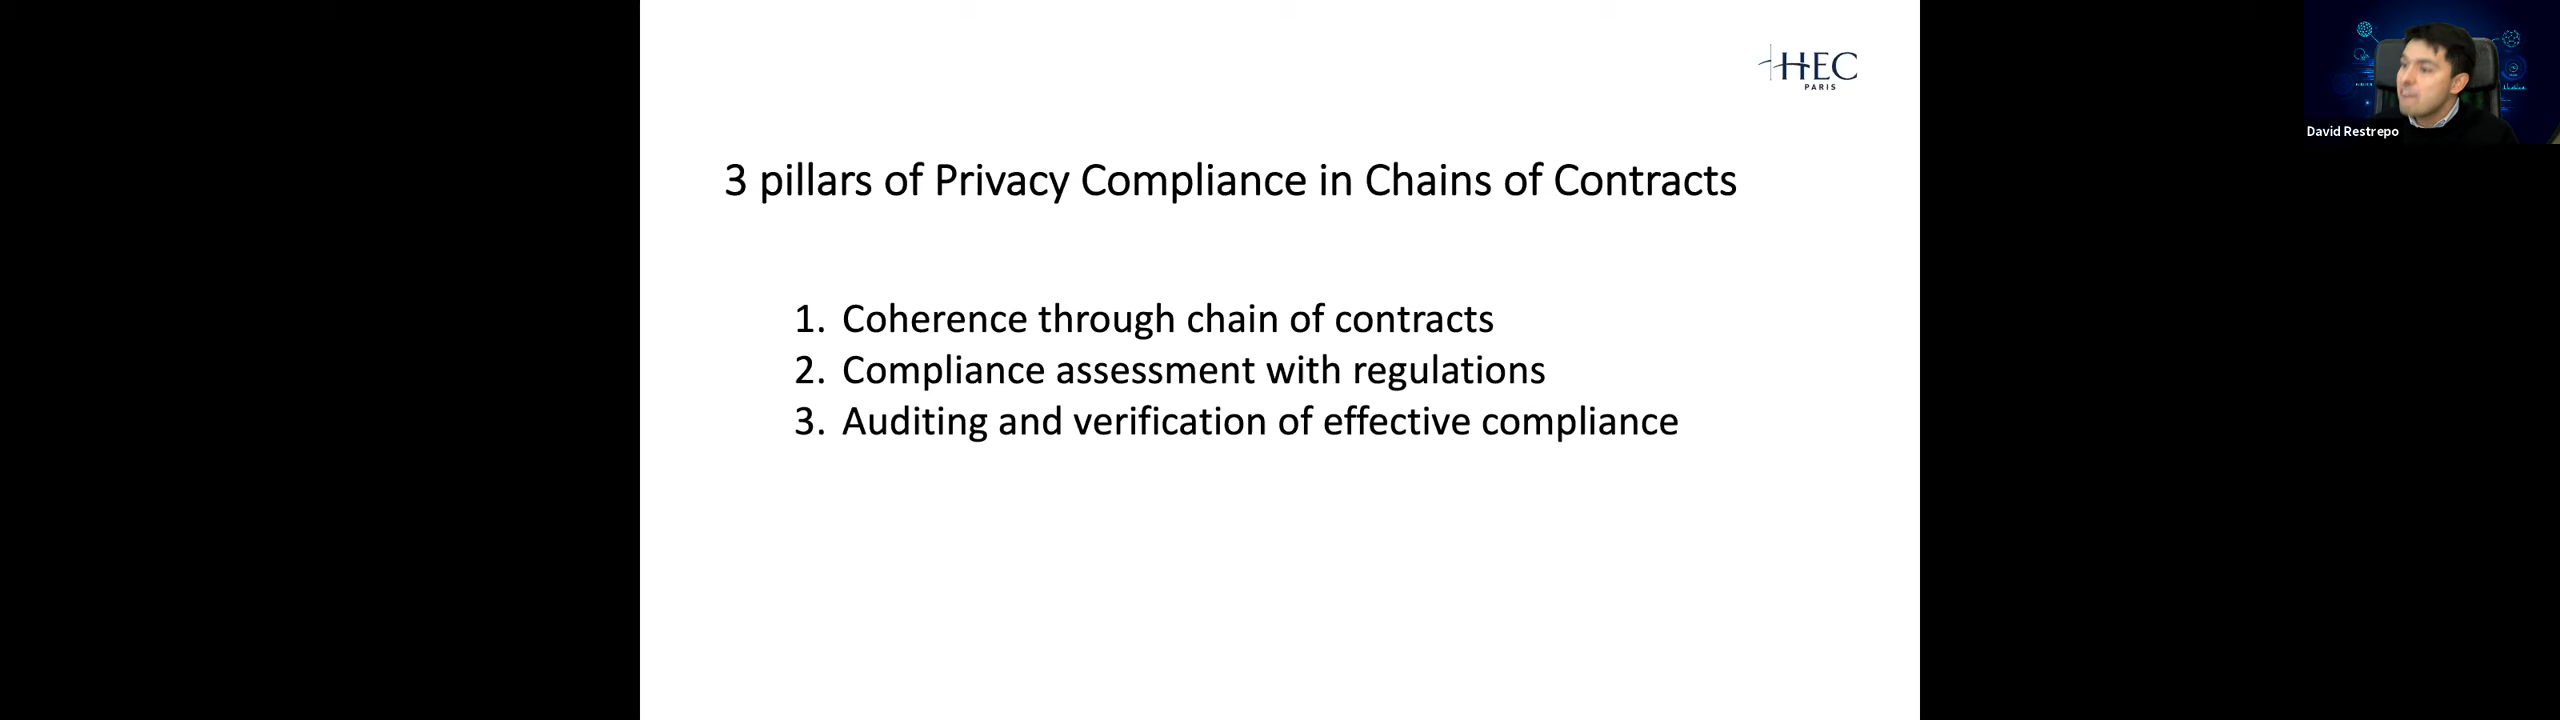 HEC
PARIS
David Restrepo
3 pillars of Privacy Compliance in Chains of Contracts
1. Coherence through chain of contracts
2. Compliance assessment with regulations
3. Auditing and verification of effective compliance